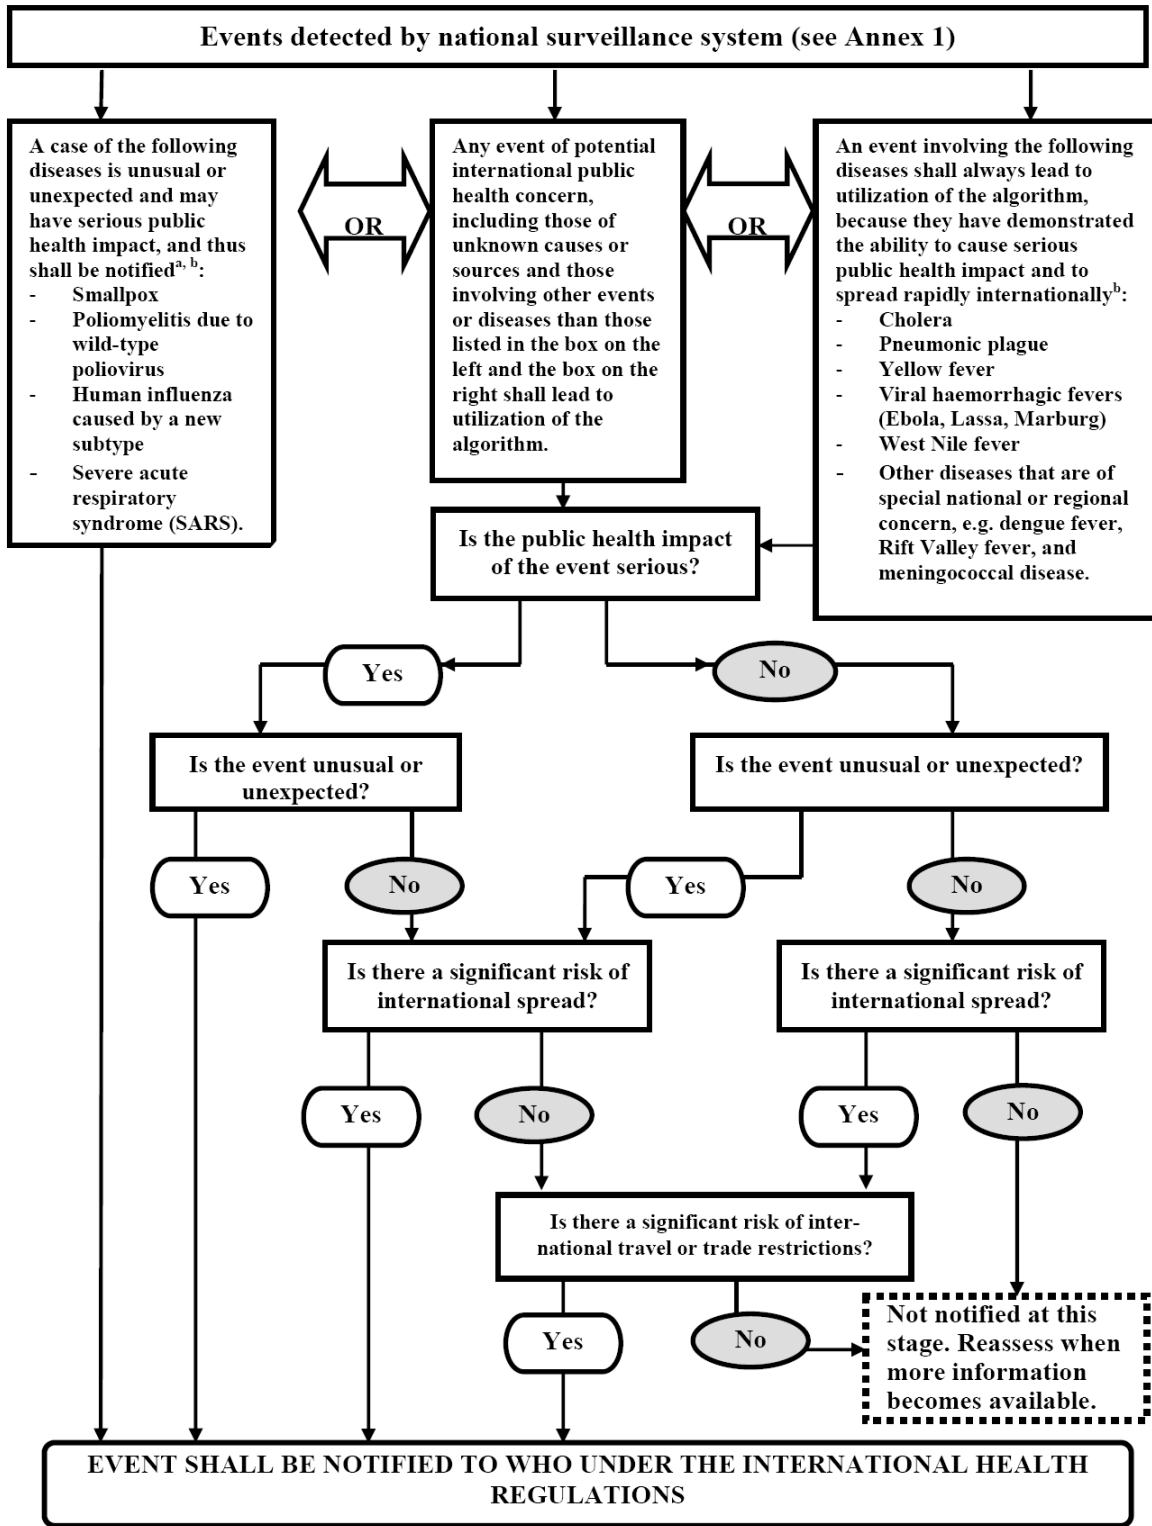 Events detected by national surveillance system (see Annex 1)
A case of the following
diseases is unusual or
unexpected and may
have serious public
health impact, and thus
shall be notifiedᵃ, ᵇ:
- Smallpox
- Poliomyelitis due to
wild-type
poliovirus
- Human influenza
caused by a new
subtype
- Severe acute
respiratory
syndrome (SARS).
OR
Any event of potential
international public
health concern,
including those of
unknown causes or
sources and those
involving other events
or diseases than those
listed in the box on the
left and the box on the
right shall lead to
utilization of the
algorithm.
OR
An event involving the following
diseases shall always lead to
utilization of the algorithm,
because they have demonstrated
the ability to cause serious
public health impact and to
spread rapidly internationallyᵇ:
- Cholera
- Pneumonic plague
- Yellow fever
- Viral haemorrhagic fevers
(Ebola, Lassa, Marburg)
- West Nile fever
- Other diseases that are of
special national or regional
concern, e.g. dengue fever,
Rift Valley fever, and
meningococcal disease.
Is the public health impact
of the event serious?
Yes
No
Is the event unusual or
unexpected?
Is the event unusual or unexpected?
Yes
No
Yes
No
Is there a significant risk of
international spread?
Is there a significant risk of
international spread?
Yes
No
Yes
No
Is there a significant risk of inter-
national travel or trade restrictions?
Yes
No
Not notified at this
stage. Reassess when
more information
becomes available.
EVENT SHALL BE NOTIFIED TO WHO UNDER THE INTERNATIONAL HEALTH
REGULATIONS